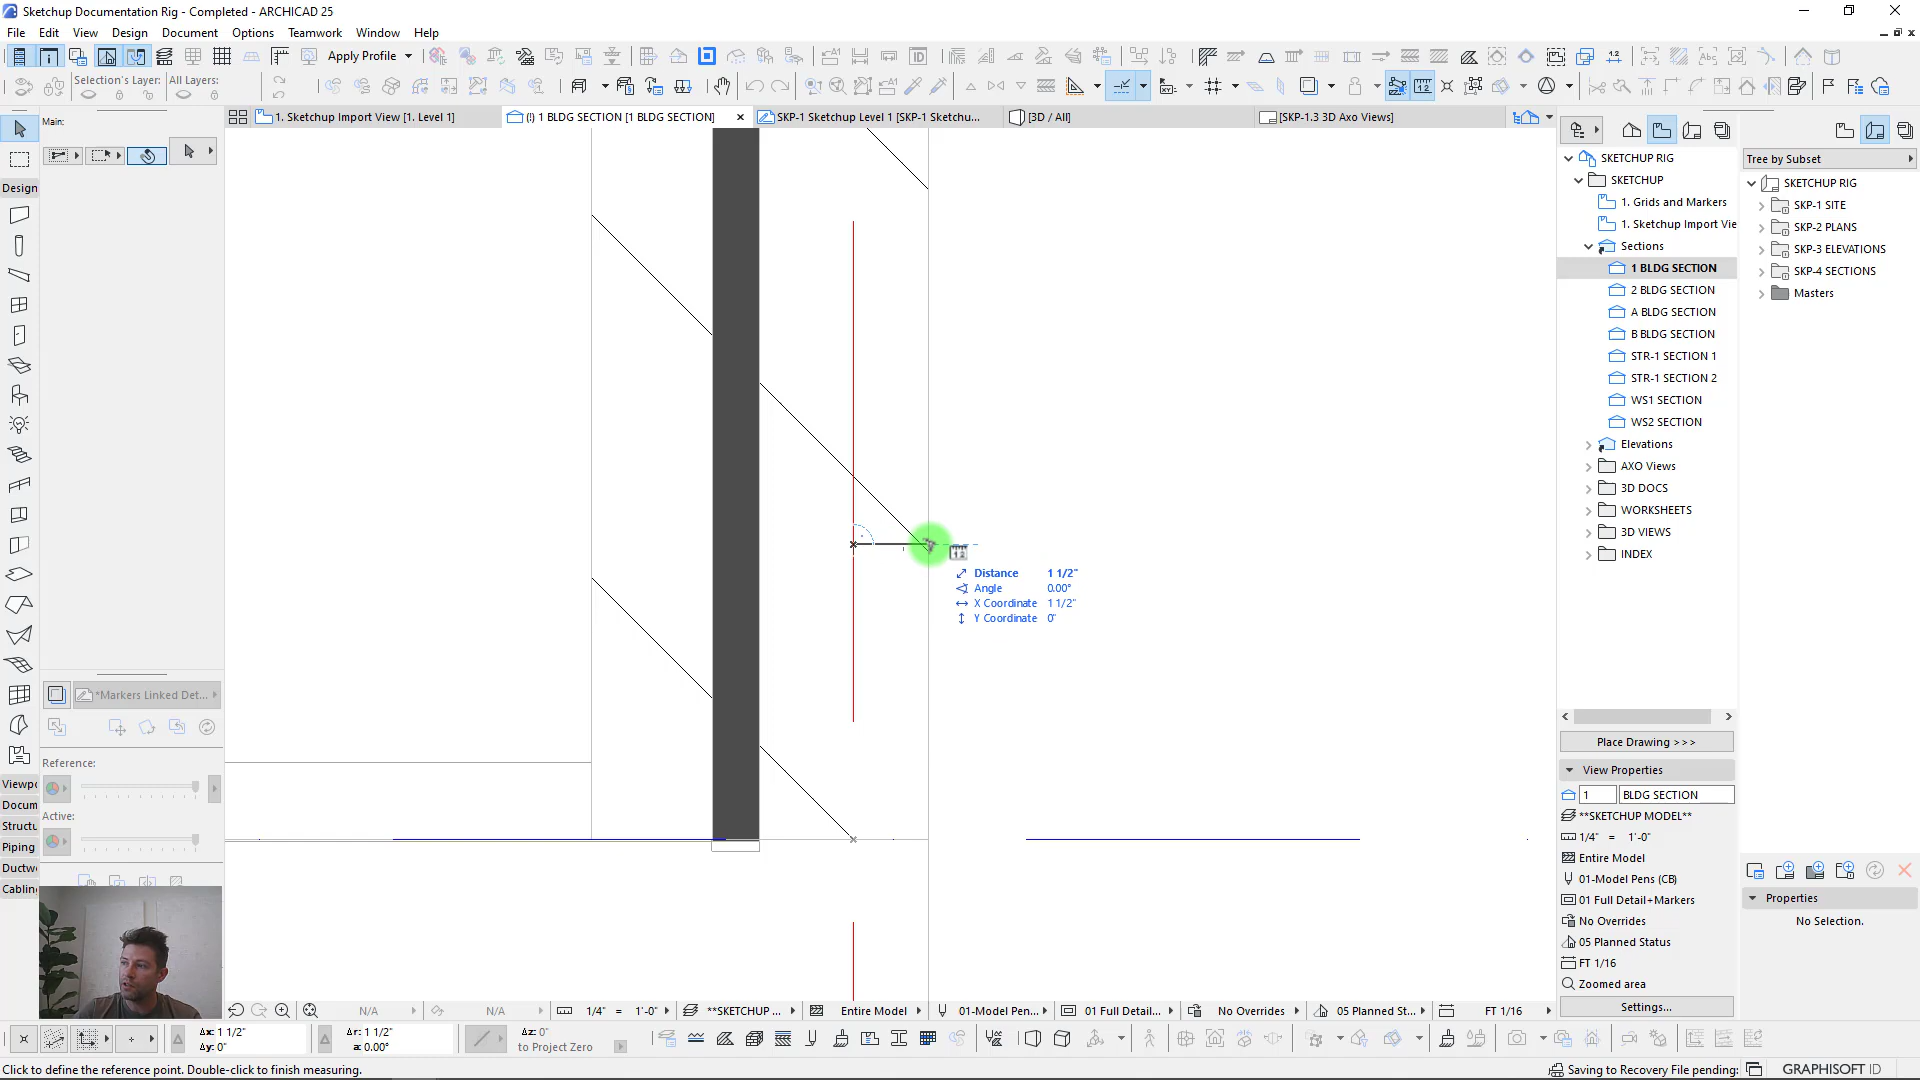 Sketchup Documentation Rig - Completed - ARCHICAD 25
File Edit View Design Document Options Teamwork Window Help
Apply Profile
Selection's Layer: All Layers:
Main:
1. Sketchup Import View [1. Level 1]
(!) 1 BLDG SECTION [1 BLDG SECTION]
SKP-1 Sketchup Level 1 [SKP-1 Sketchu...
[3D / All]
[SKP-1.3 3D Axo Views]
Design
Viewpo
Docum
Structu
Piping
Ductw
Cabling
*Markers Linked Det...
Reference:
Active:
Distance 1 1/2"
Angle 0.00°
X Coordinate 1 1/2"
Y Coordinate 0"
SKETCHUP RIG
SKETCHUP
1. Grids and Markers
1. Sketchup Import Vie
Sections
1 BLDG SECTION
2 BLDG SECTION
A BLDG SECTION
B BLDG SECTION
STR-1 SECTION 1
STR-1 SECTION 2
WS1 SECTION
WS2 SECTION
Elevations
AXO Views
3D DOCS
WORKSHEETS
3D VIEWS
INDEX
Place Drawing >>>
View Properties
1 BLDG SECTION
**SKETCHUP MODEL**
1/4" = 1'-0"
Entire Model
01-Model Pens (CB)
01 Full Detail+Markers
No Overrides
05 Planned Status
FT 1/16
Zoomed area
Settings...
Tree by Subset
SKETCHUP RIG
SKP-1 SITE
SKP-2 PLANS
SKP-3 ELEVATIONS
SKP-4 SECTIONS
Masters
Properties
No Selection.
N/A N/A 1/4" = 1'-0" **SKETCHUP ... Entire Model 01-Model Pen... 01 Full Detail... No Overrides 05 Planned St... FT 1/16
Δx: 1 1/2" Δr: 1 1/2" Δz: 0"
Δy: 0" a: 0.00° to Project Zero
Click to define the reference point. Double-click to finish measuring.
Saving to Recovery File pending:
GRAPHISOFT ID